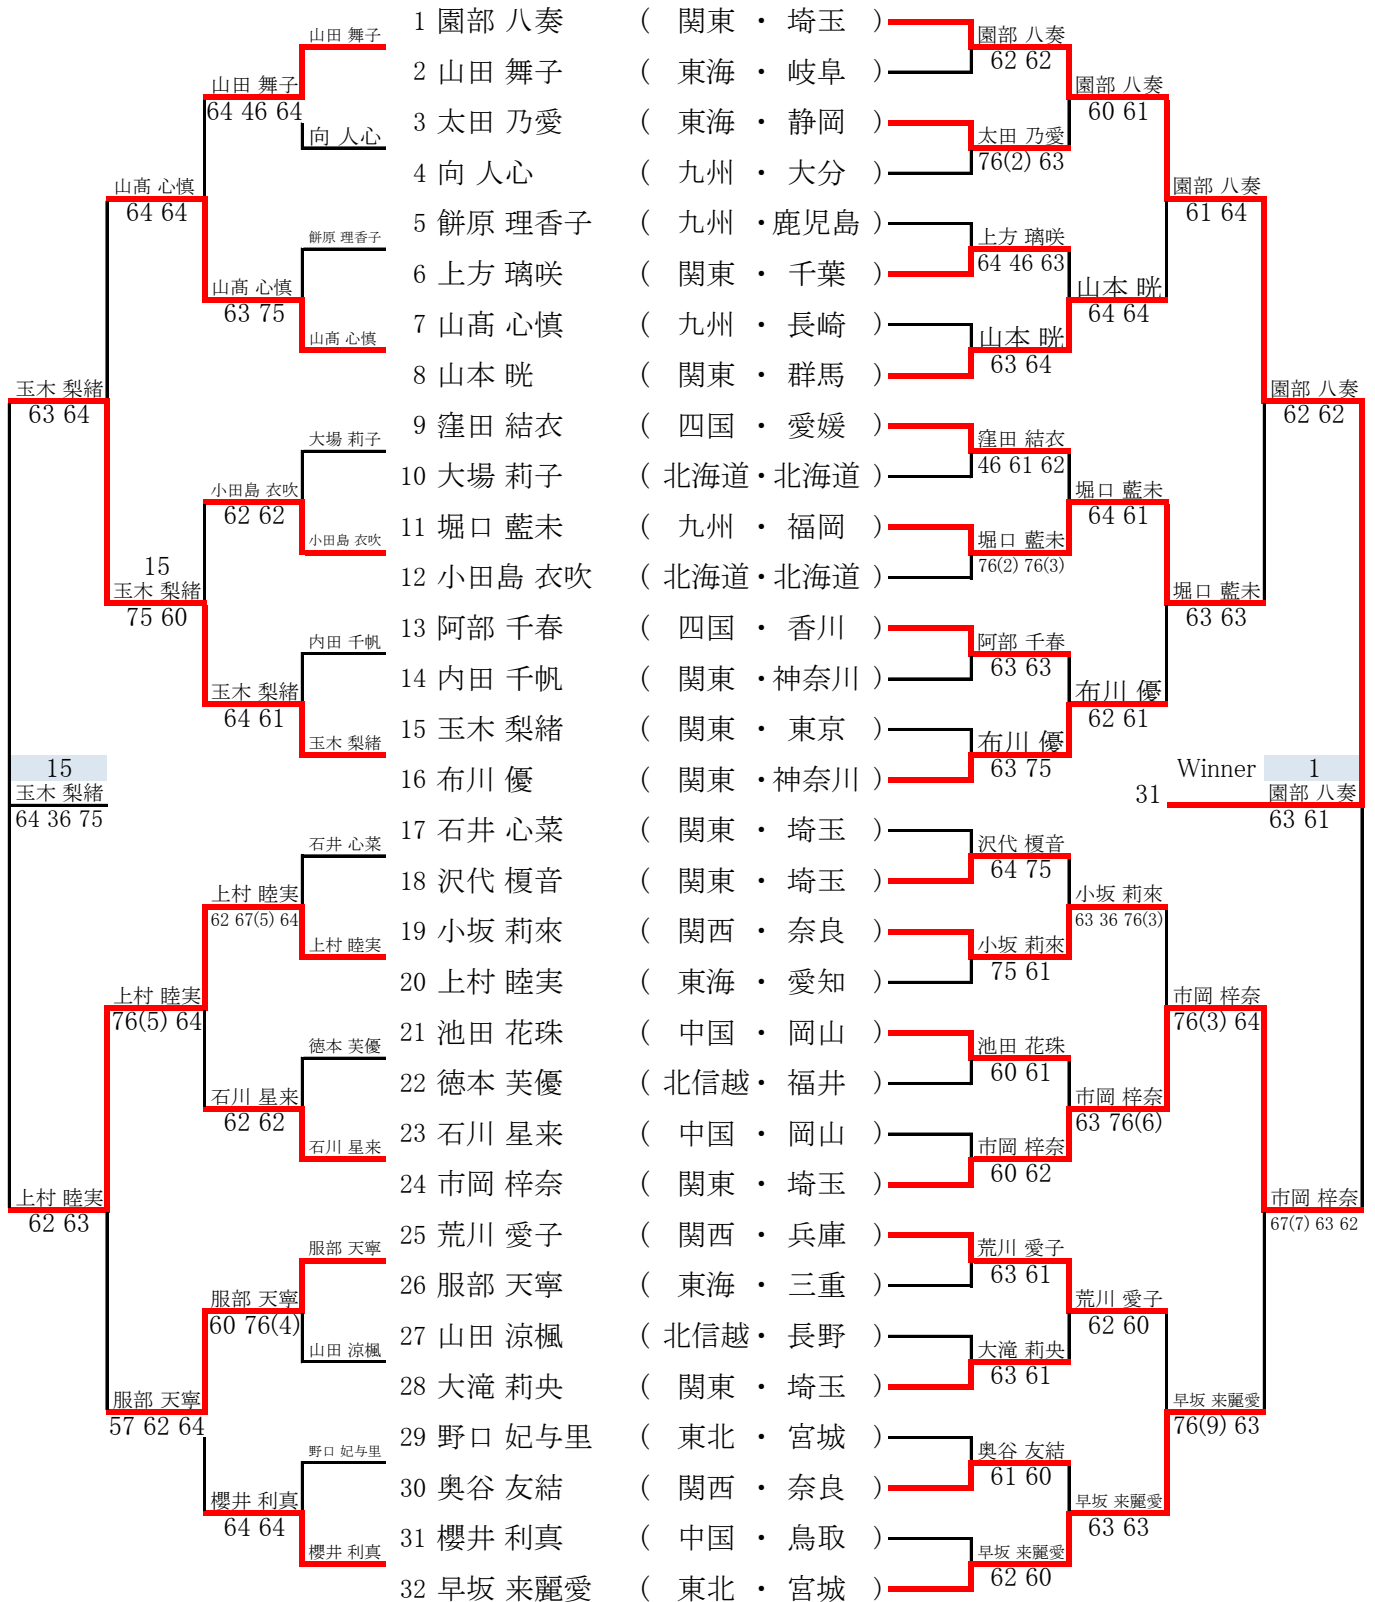 1 園部 八奏 ( 関東 ・ 埼玉 )
2 山田 舞子 ( 東海 ・ 岐阜 )
3 太田 乃愛 ( 東海 ・ 静岡 )
4 向 人心 ( 九州 ・ 大分 )
5 餅原 理香子 ( 九州 ・鹿児島 )
6 上方 璃咲 ( 関東 ・ 千葉 )
7 山髙 心慎 ( 九州 ・ 長崎 )
8 山本 晄 ( 関東 ・ 群馬 )
9 窪田 結衣 ( 四国 ・ 愛媛 )
10 大場 莉子 ( 北海道・北海道 )
11 堀口 藍未 ( 九州 ・ 福岡 )
12 小田島 衣吹 ( 北海道・北海道 )
13 阿部 千春 ( 四国 ・ 香川 )
14 内田 千帆 ( 関東 ・神奈川 )
15 玉木 梨緒 ( 関東 ・ 東京 )
16 布川 優 ( 関東 ・神奈川 )
17 石井 心菜 ( 関東 ・ 埼玉 )
18 沢代 榎音 ( 関東 ・ 埼玉 )
19 小坂 莉來 ( 関西 ・ 奈良 )
20 上村 睦実 ( 東海 ・ 愛知 )
21 池田 花珠 ( 中国 ・ 岡山 )
22 徳本 芙優 ( 北信越・ 福井 )
23 石川 星来 ( 中国 ・ 岡山 )
24 市岡 梓奈 ( 関東 ・ 埼玉 )
25 荒川 愛子 ( 関西 ・ 兵庫 )
26 服部 天寧 ( 東海 ・ 三重 )
27 山田 涼楓 ( 北信越・ 長野 )
28 大滝 莉央 ( 関東 ・ 埼玉 )
29 野口 妃与里 ( 東北 ・ 宮城 )
30 奥谷 友結 ( 関西 ・ 奈良 )
31 櫻井 利真 ( 中国 ・ 鳥取 )
32 早坂 来麗愛 ( 東北 ・ 宮城 )
園部 八奏
62 62
太田 乃愛
76(2) 63
上方 璃咲
64 46 63
山本 晄
63 64
窪田 結衣
46 61 62
堀口 藍未
76(2) 76(3)
阿部 千春
63 63
布川 優
63 75
沢代 榎音
64 75
小坂 莉來
75 61
池田 花珠
60 61
市岡 梓奈
60 62
荒川 愛子
63 61
大滝 莉央
63 61
奥谷 友結
61 60
早坂 来麗愛
62 60
園部 八奏
60 61
山本 晄
64 64
堀口 藍未
64 61
布川 優
62 61
小坂 莉來
63 36 76(3)
市岡 梓奈
63 76(6)
荒川 愛子
62 60
早坂 来麗愛
63 63
園部 八奏
61 64
堀口 藍未
63 63
市岡 梓奈
76(3) 64
早坂 来麗愛
76(9) 63
園部 八奏
62 62
市岡 梓奈
67(7) 63 62
Winner 1
31
園部 八奏
63 61
山田 舞子
向 人心
餅原 理香子
山髙 心慎
大場 莉子
小田島 衣吹
内田 千帆
玉木 梨緒
石井 心菜
上村 睦実
徳本 芙優
石川 星来
服部 天寧
山田 涼楓
野口 妃与里
櫻井 利真
山田 舞子
64 46 64
山髙 心慎
63 75
小田島 衣吹
62 62
玉木 梨緒
64 61
上村 睦実
62 67(5) 64
石川 星来
62 62
服部 天寧
60 76(4)
櫻井 利真
64 64
山髙 心慎
64 64
15
玉木 梨緒
75 60
上村 睦実
76(5) 64
服部 天寧
57 62 64
玉木 梨緒
63 64
上村 睦実
62 63
15
玉木 梨緒
64 36 75